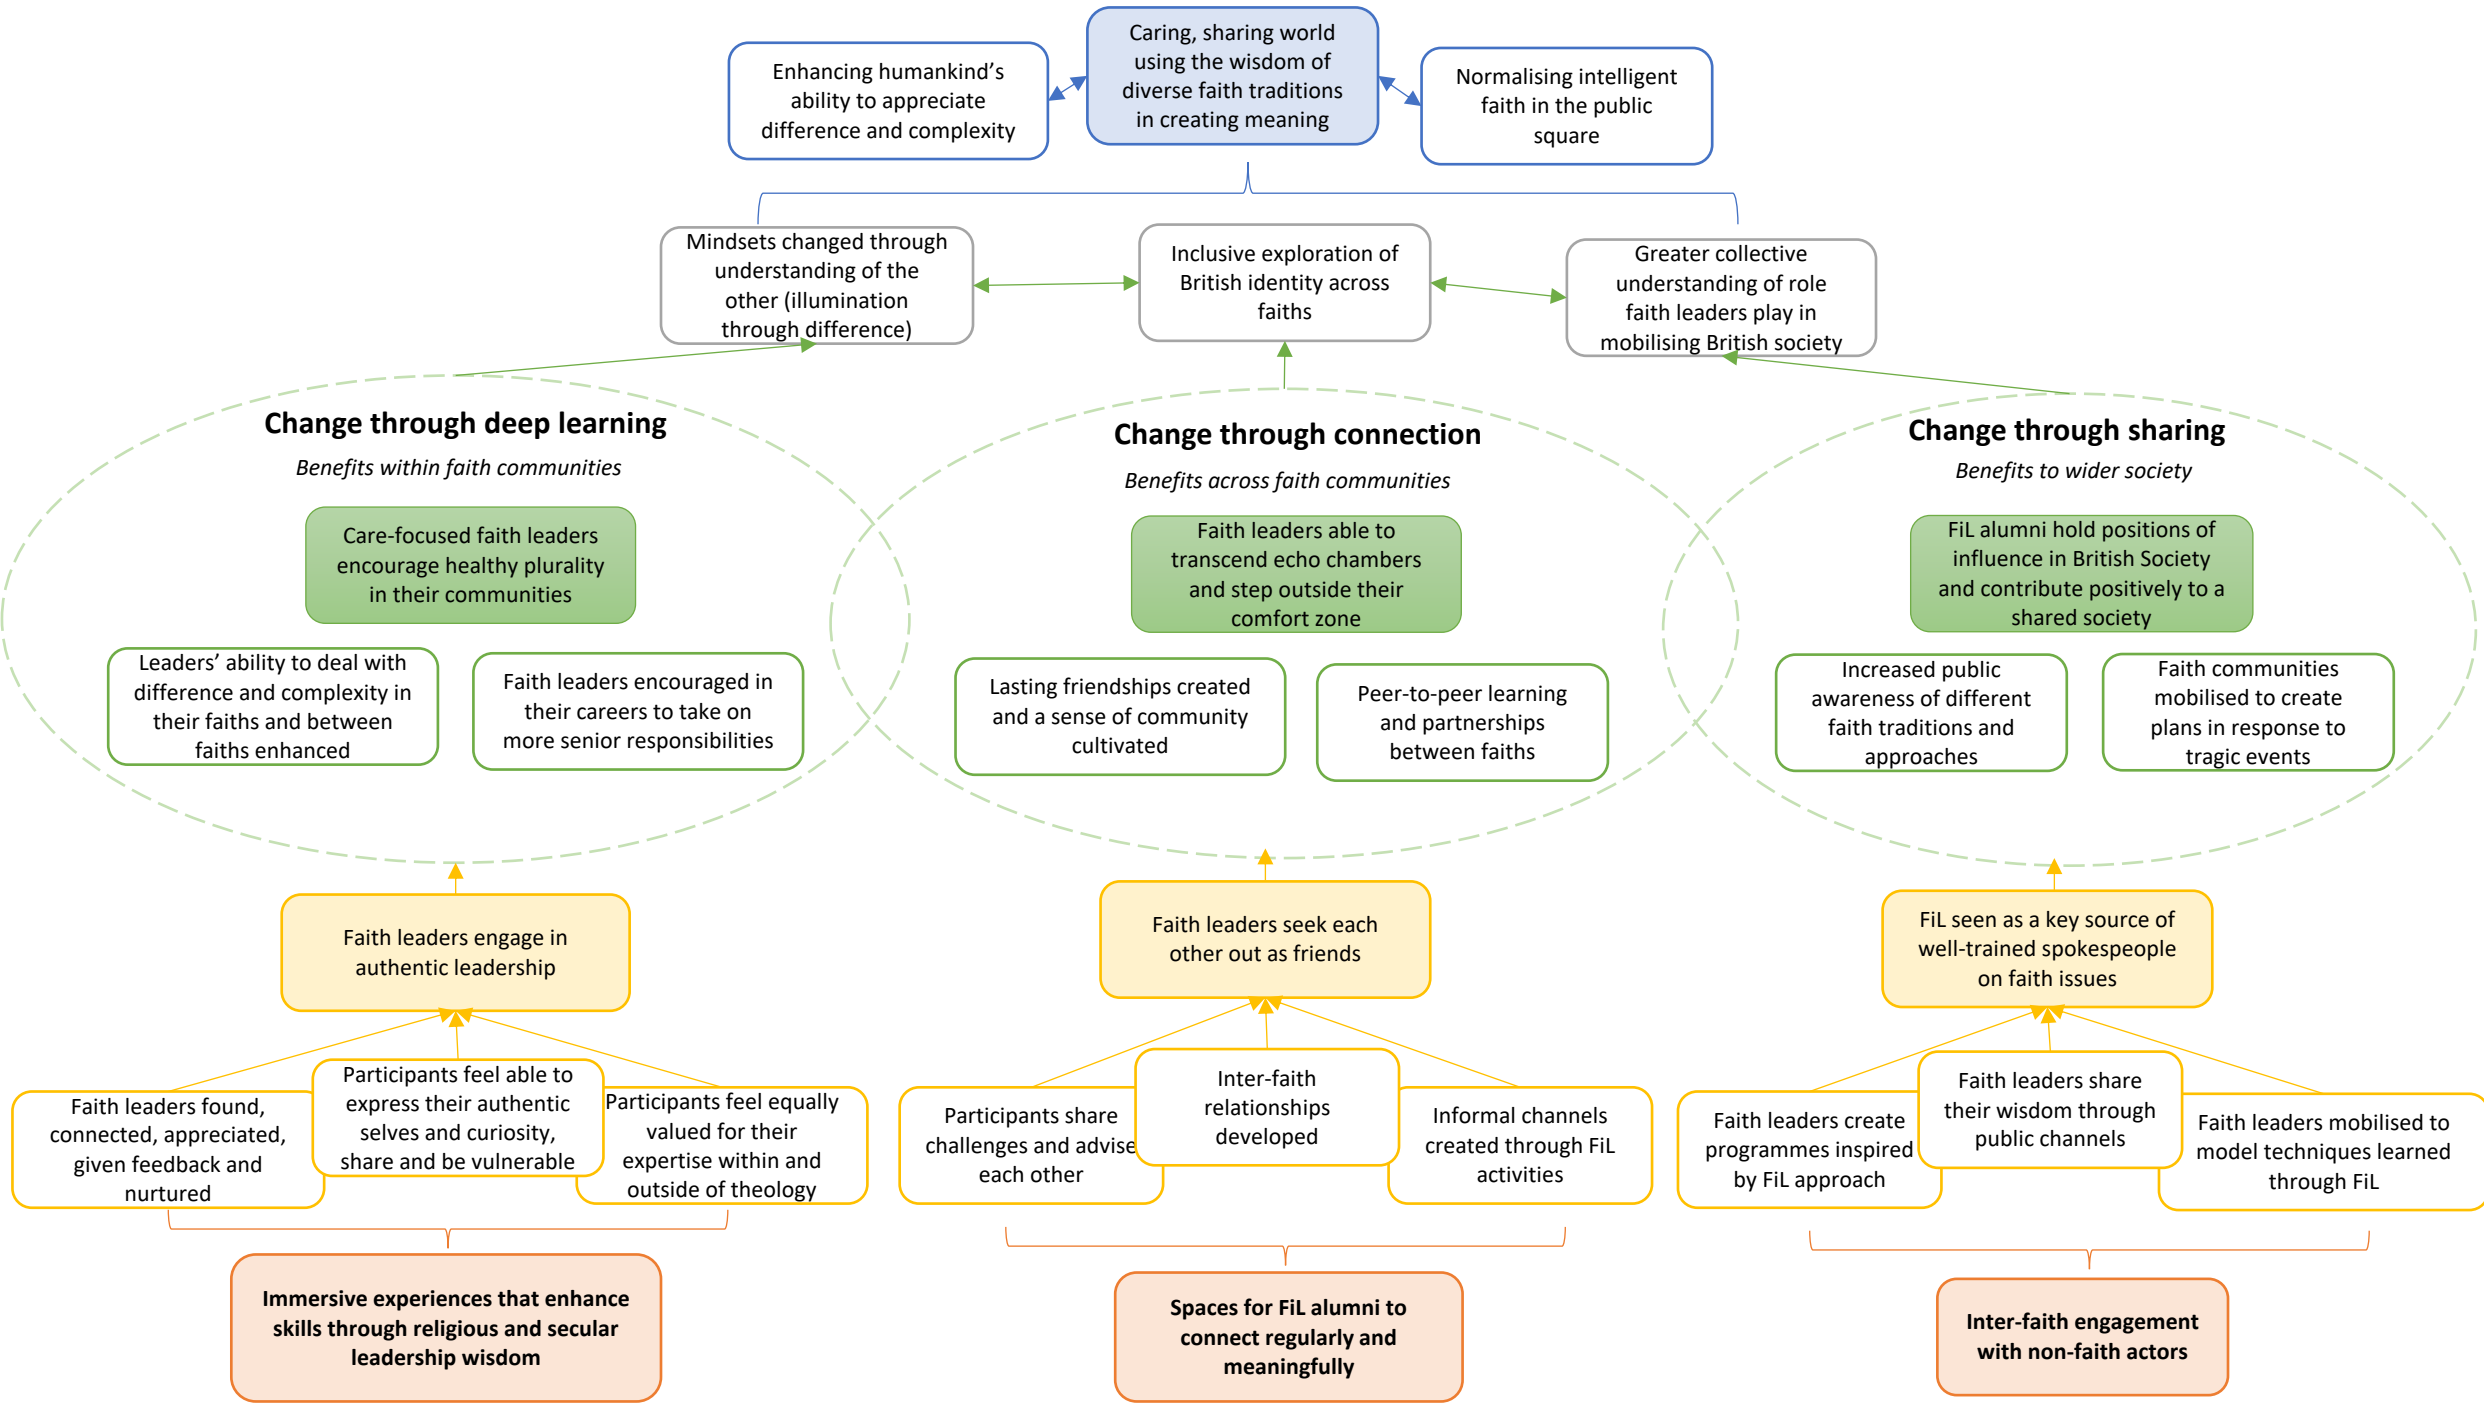 Caring, sharing world
using the wisdom of
diverse faith traditions
in creating meaning
Enhancing humankind's
ability to appreciate
difference and complexity
Normalising intelligent
faith in the public
square
Mindsets changed through
understanding of the
other (illumination
through difference)
Inclusive exploration of
British identity across
faiths
Greater collective
understanding of role
faith leaders play in
mobilising British society
Change through deep learning
Benefits within faith communities
Care-focused faith leaders
encourage healthy plurality
in their communities
Leaders' ability to deal with
difference and complexity in
their faiths and between
faiths enhanced
Faith leaders encouraged in
their careers to take on
more senior responsibilities
Change through connection
Benefits across faith communities
Faith leaders able to
transcend echo chambers
and step outside their
comfort zone
Lasting friendships created
and a sense of community
cultivated
Peer-to-peer learning
and partnerships
between faiths
Change through sharing
Benefits to wider society
FiL alumni hold positions of
influence in British Society
and contribute positively to a
shared society
Increased public
awareness of different
faith traditions and
approaches
Faith communities
mobilised to create
plans in response to
tragic events
Faith leaders engage in
authentic leadership
Faith leaders seek each
other out as friends
FiL seen as a key source of
well-trained spokespeople
on faith issues
Faith leaders found,
connected, appreciated,
given feedback and
nurtured
Participants feel able to
express their authentic
selves and curiosity,
share and be vulnerable
Participants feel equally
valued for their
expertise within and
outside of theology
Participants share
challenges and advise
each other
Inter-faith
relationships
developed
Informal channels
created through FiL
activities
Faith leaders create
programmes inspired
by FiL approach
Faith leaders share
their wisdom through
public channels
Faith leaders mobilised to
model techniques learned
through FiL
Immersive experiences that enhance
skills through religious and secular
leadership wisdom
Spaces for FiL alumni to
connect regularly and
meaningfully
Inter-faith engagement
with non-faith actors